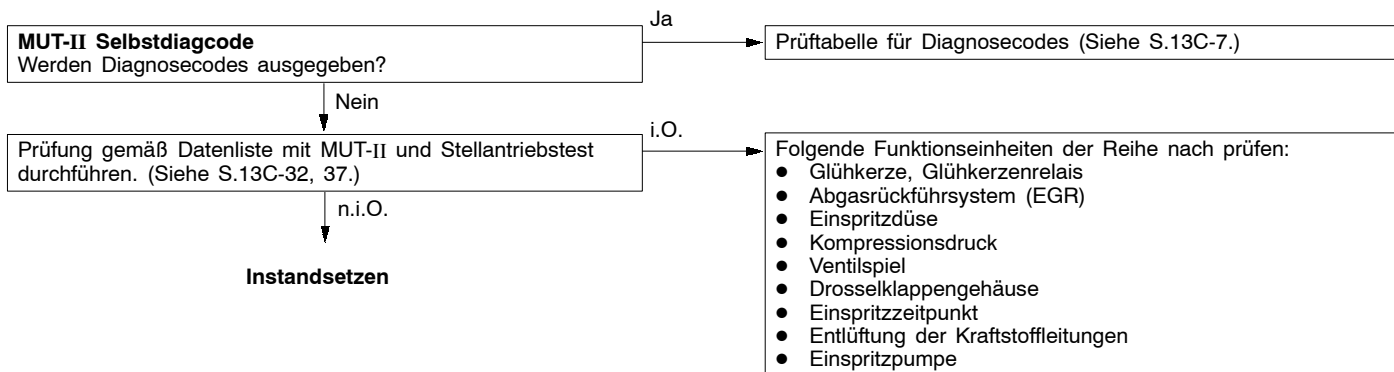 Ja
MUT-II Selbstdiagcode
Werden Diagnosecodes ausgegeben?
Prüftabelle für Diagnosecodes (Siehe S.13C-7.)
Nein
i.O.
Prüfung gemäß Datenliste mit MUT-II und Stellantriebstest
durchführen. (Siehe S.13C-32, 37.)
n.i.O.
Instandsetzen
Folgende Funktionseinheiten der Reihe nach prüfen:
● Glühkerze, Glühkerzenrelais
● Abgasrückführsystem (EGR)
● Einspritzdüse
● Kompressionsdruck
● Ventilspiel
● Drosselklappengehäuse
● Einspritzzeitpunkt
● Entlüftung der Kraftstoffleitungen
● Einspritzpumpe